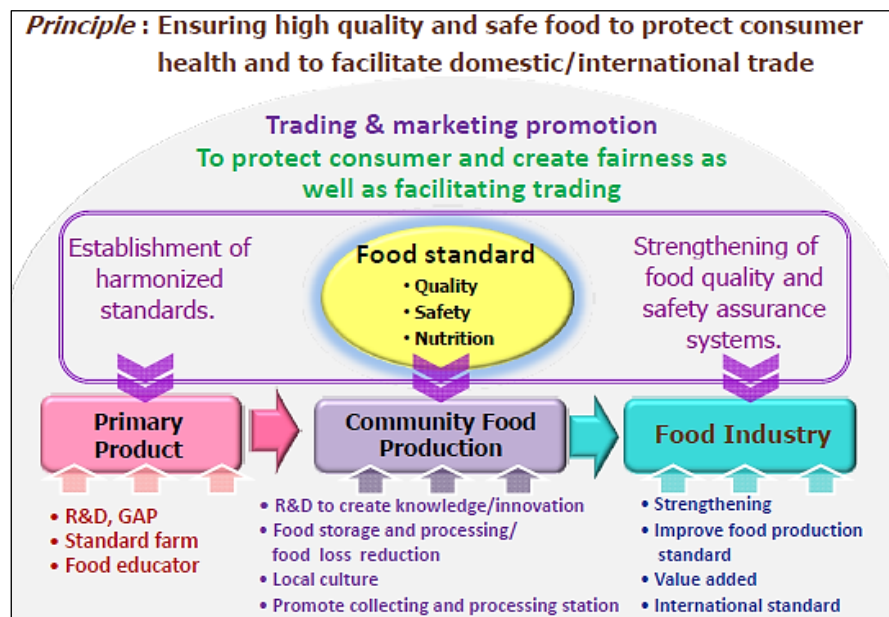 Principle : Ensuring high quality and safe food to protect consumer
health and to facilitate domestic/international trade
Trading & marketing promotion
To protect consumer and create fairness as
well as facilitating trading
Establishment of
harmonized
standards.
Food standard
• Quality
• Safety
• Nutrition
Strengthening of
food quality and
safety assurance
systems.
Primary
Product
Community Food
Production
Food Industry
• R&D, GAP
• Standard farm
• Food educator
• R&D to create knowledge/innovation
• Food storage and processing/
food loss reduction
• Local culture
• Promote collecting and processing station
• Strengthening
• Improve food production
standard
• Value added
• International standard